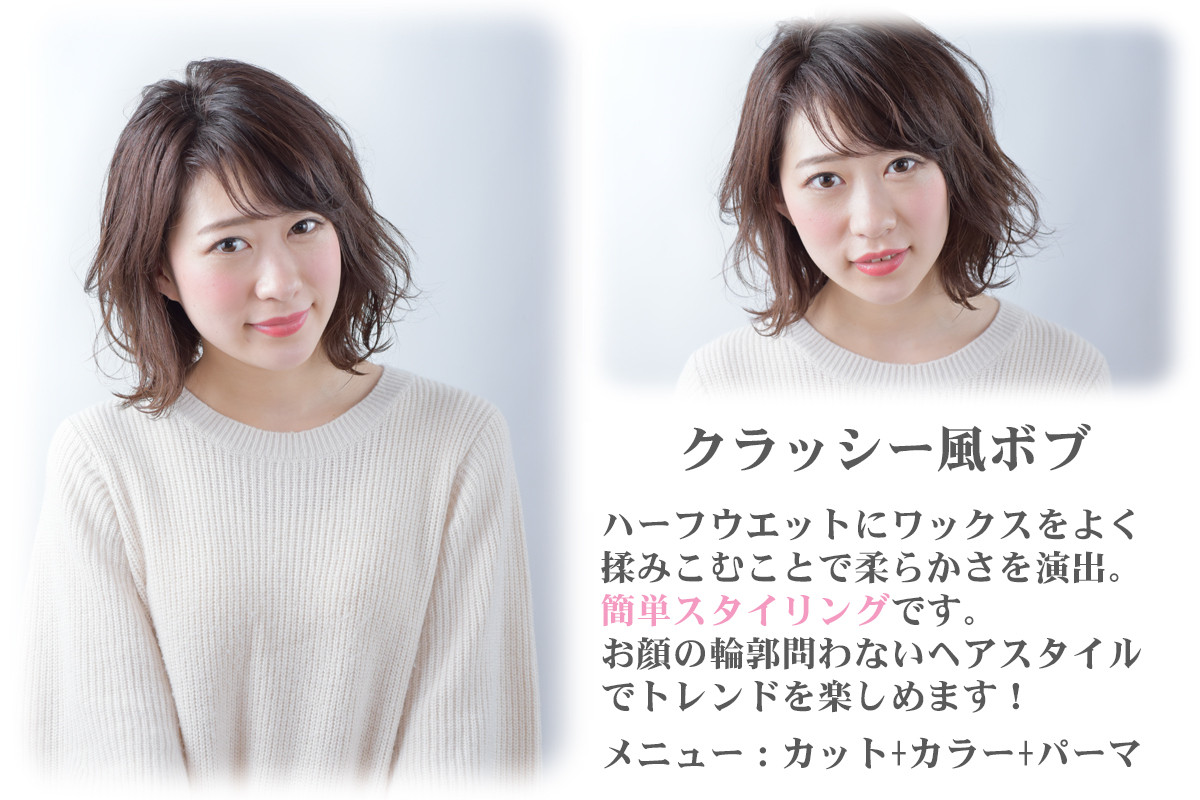 クラッシー風ボブ
ハーフウエットにワックスをよく
揉みこむことで柔らかさを演出。
簡単スタイリングです。
お顔の輪郭問わないヘアスタイル
でトレンドを楽しめます！
メニュー：カット+カラー+パーマ